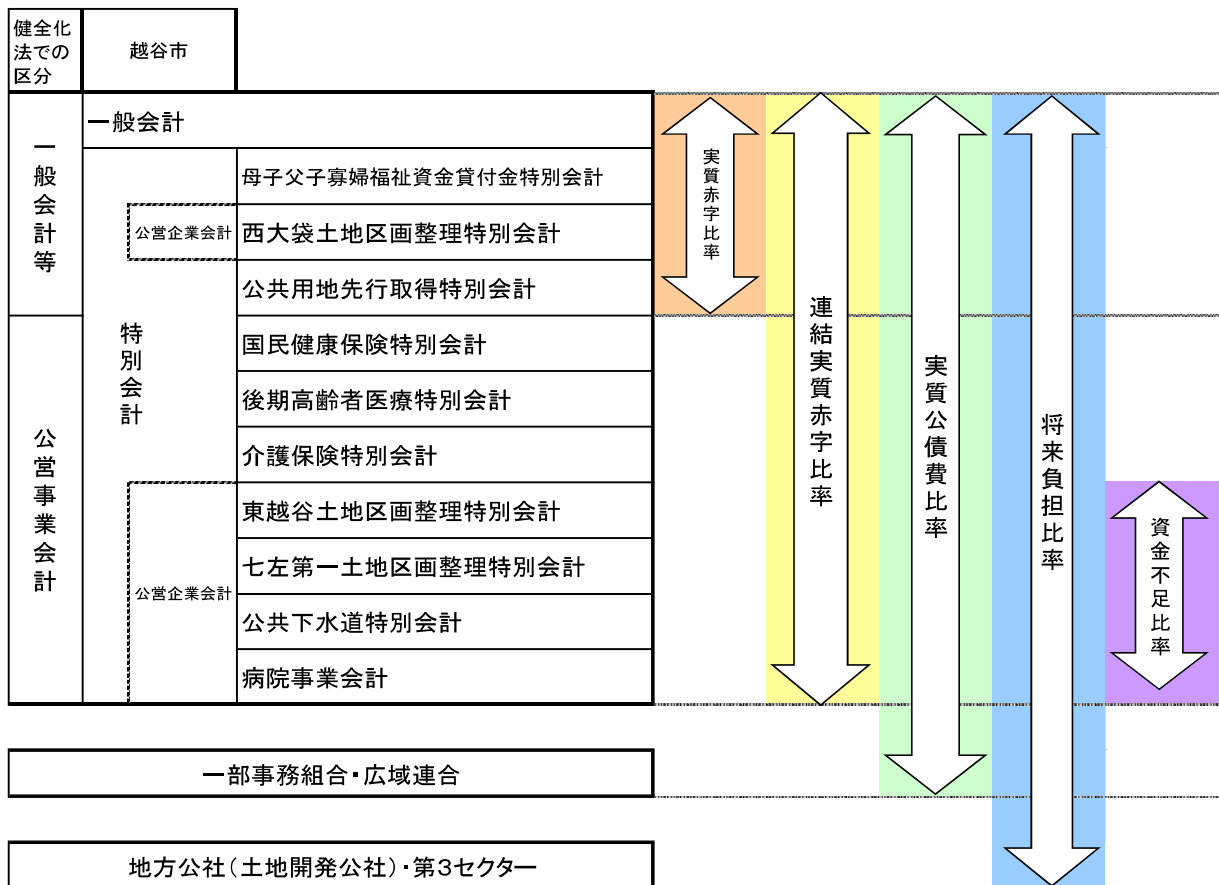 健全化
法での
区分
越谷市
一般会計等
一般会計
特別会計
母子父子寡婦福祉資金貸付金特別会計
公営企業会計
西大袋土地区画整理特別会計
公共用地先行取得特別会計
公営事業会計
国民健康保険特別会計
後期高齢者医療特別会計
介護保険特別会計
公営企業会計
東越谷土地区画整理特別会計
七左第一土地区画整理特別会計
公共下水道特別会計
病院事業会計
実質赤字比率
連結実質赤字比率
実質公債費比率
将来負担比率
資金不足比率
一部事務組合・広域連合
地方公社(土地開発公社)・第3セクター